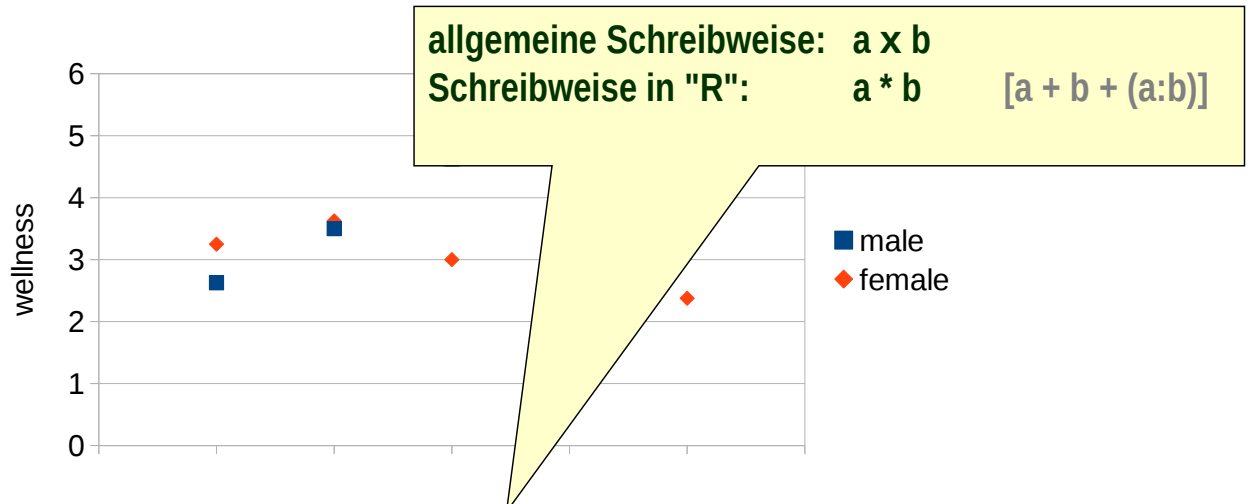 allgemeine Schreibweise: a x b
Schreibweise in "R": a * b [a + b + (a:b)]
6
5
4
3
2
1
0
wellness
male
female